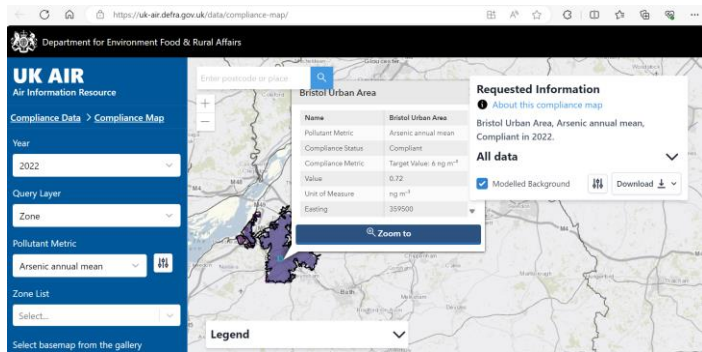 https://uk-air.defra.gov.uk/data/compliance-map/
Department for Environment Food & Rural Affairs
UK AIR
Air Information Resource
Compliance Data > Compliance Map
Year
2022
Query Layer
Zone
Pollutant Metric
Arsenic annual mean
Zone List
Select...
Select basemap from the gallery
Enter postcode or place
+
−
Bristol Urban Area
Name Bristol Urban Area
Pollutant Metric Arsenic annual mean
Compliance Status Compliant
Compliance Metric Target Value: 6 ng m⁻³
Value 0.72
Unit of Measure ng m⁻³
Easting 359500
Zoom to
Requested Information
About this compliance map
Bristol Urban Area, Arsenic annual mean,
Compliant in 2022.
All data
Modelled Background
Download
Legend
M48
M4
Bath
Chippenham